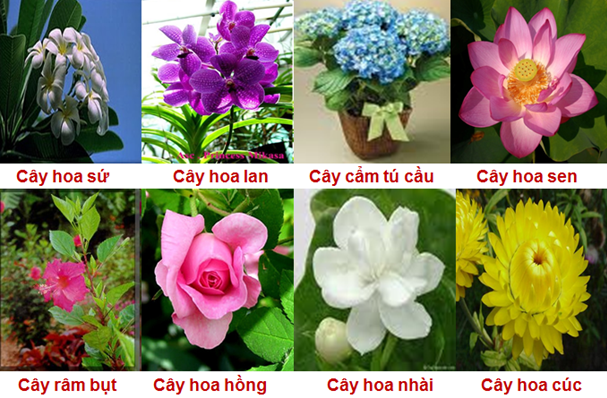 Cây hoa sứ
Cây hoa lan
Cây cẩm tú cầu
Cây hoa sen
Cây râm bụt
Cây hoa hồng
Cây hoa nhài
Cây hoa cúc